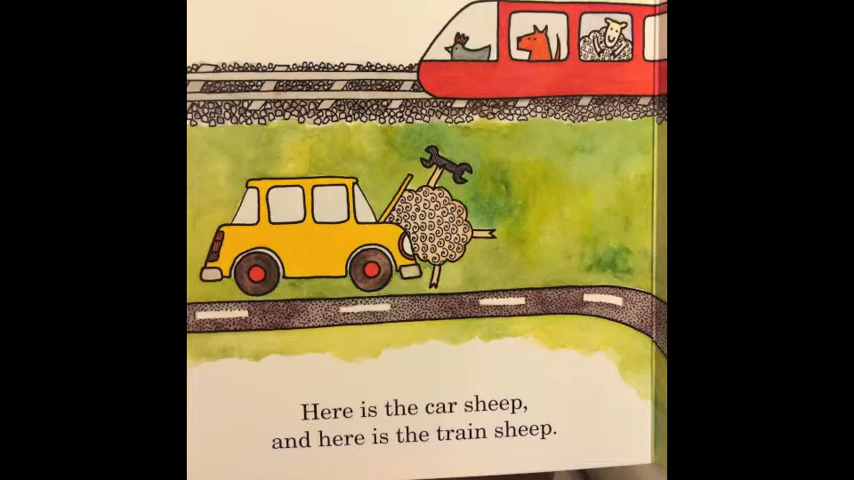 Here is the car sheep,
and here is the train sheep.